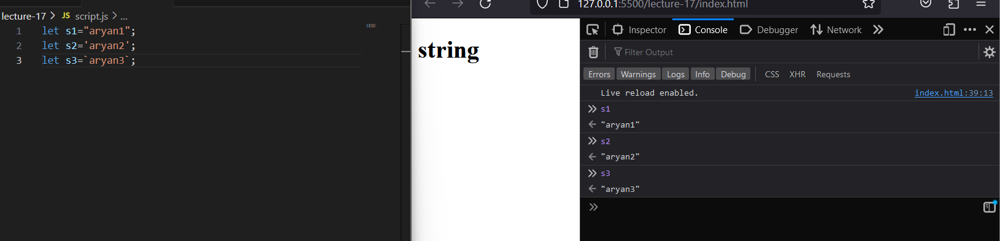 lecture-17 > JS script.js > ...
1 let s1="aryan1";
2 let s2='aryan2';
3 let s3=`aryan3`;
127.0.0.1:5500/lecture-17/index.html
string
Inspector Console Debugger Network
Filter Output
Errors Warnings Logs Info Debug CSS XHR Requests
Live reload enabled. index.html:39:13
s1
"aryan1"
s2
"aryan2"
s3
"aryan3"